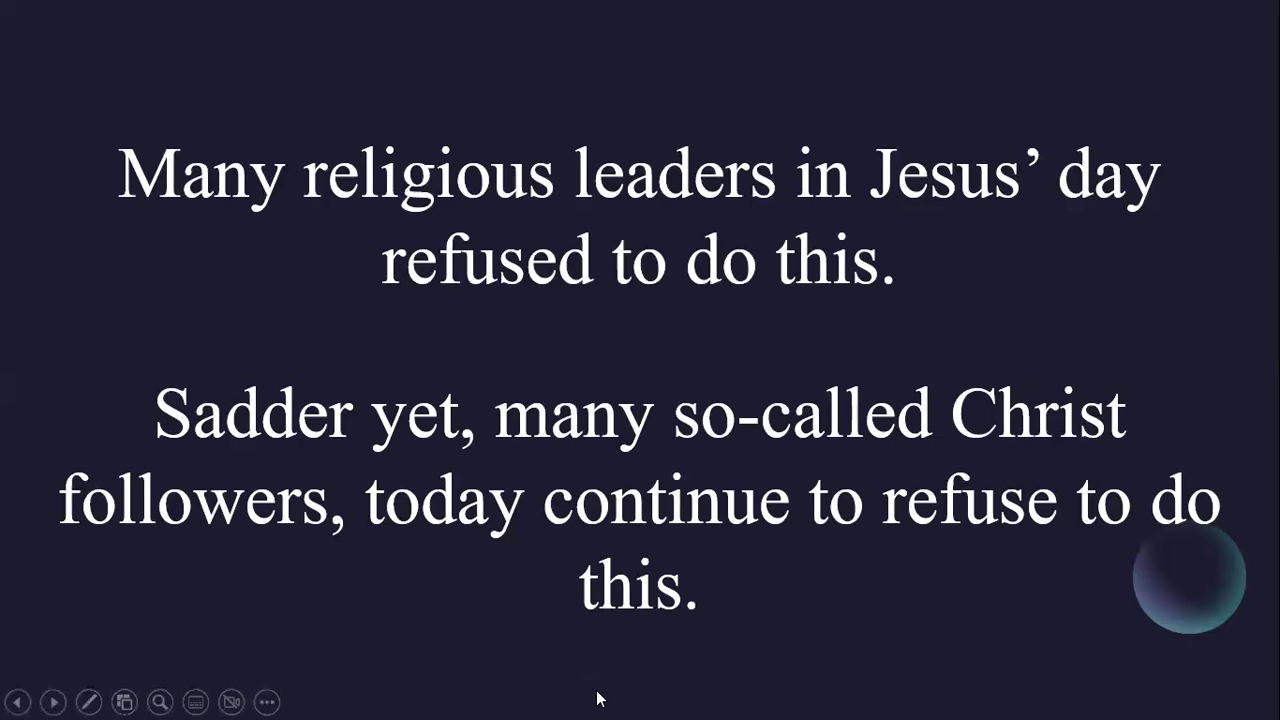 Many religious leaders in Jesus’ day
refused to do this.
Sadder yet, many so-called Christ
followers, today continue to refuse to do
this.